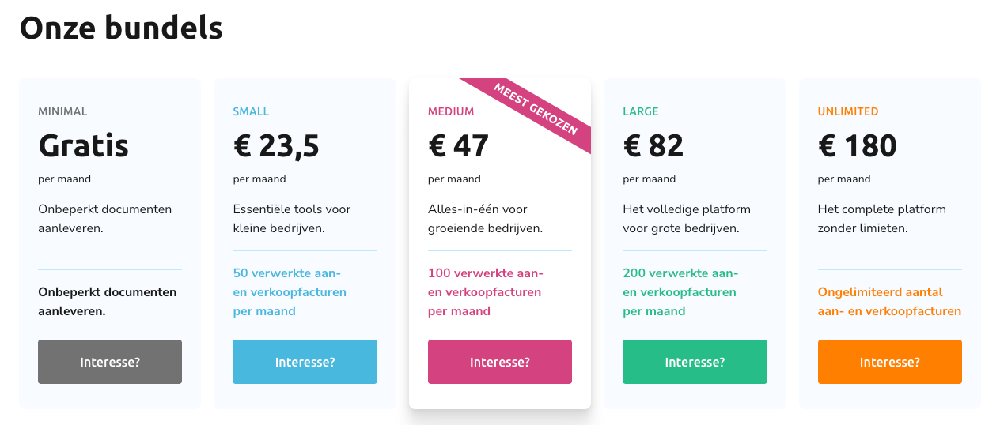 Onze bundels
MINIMAL
Gratis
per maand
Onbeperkt documenten
aanleveren.
Onbeperkt documenten
aanleveren.
Interesse?
SMALL
€ 23,5
per maand
Essentiële tools voor
kleine bedrijven.
50 verwerkte aan-
en verkoopfacturen
per maand
Interesse?
MEEST GEKOZEN
MEDIUM
€ 47
per maand
Alles-in-één voor
groeiende bedrijven.
100 verwerkte aan-
en verkoopfacturen
per maand
Interesse?
LARGE
€ 82
per maand
Het volledige platform
voor grote bedrijven.
200 verwerkte aan-
en verkoopfacturen
per maand
Interesse?
UNLIMITED
€ 180
per maand
Het complete platform
zonder limieten.
Ongelimiteerd aantal
aan- en verkoopfacturen
Interesse?